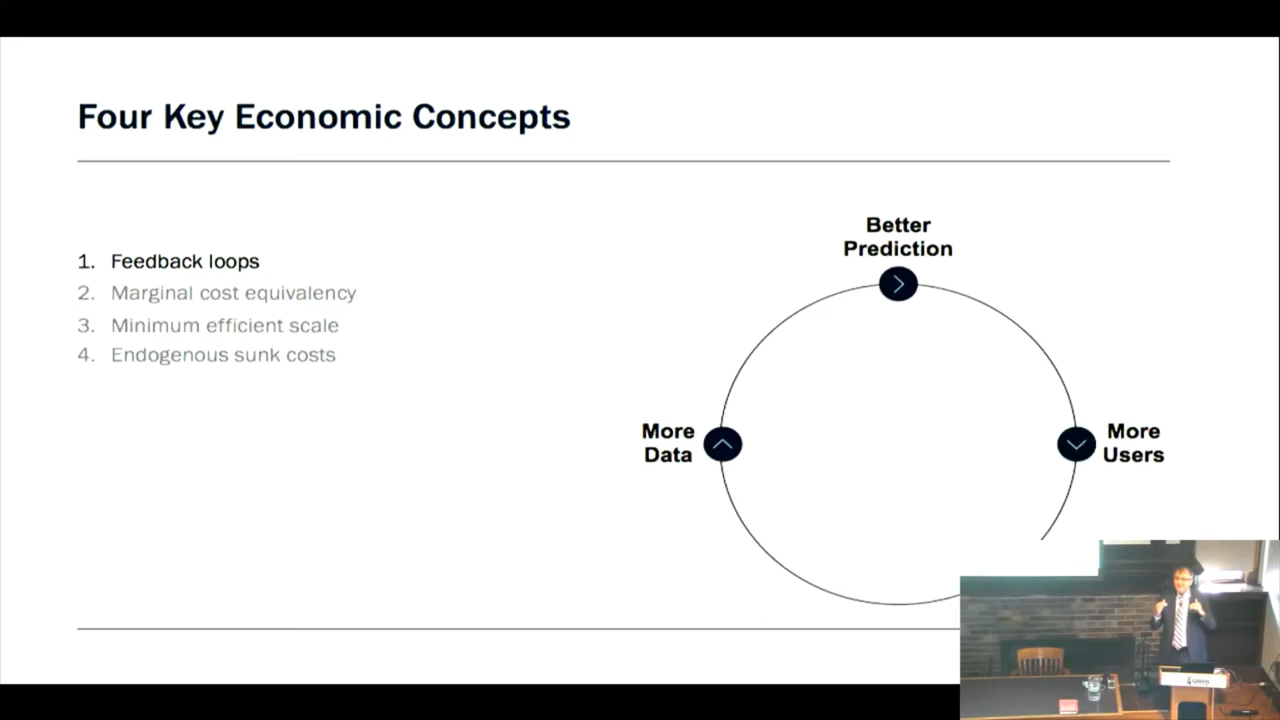 Four Key Economic Concepts
1. Feedback loops
2. Marginal cost equivalency
3. Minimum efficient scale
4. Endogenous sunk costs
Better
Prediction
More
Data
More
Users
GREEN